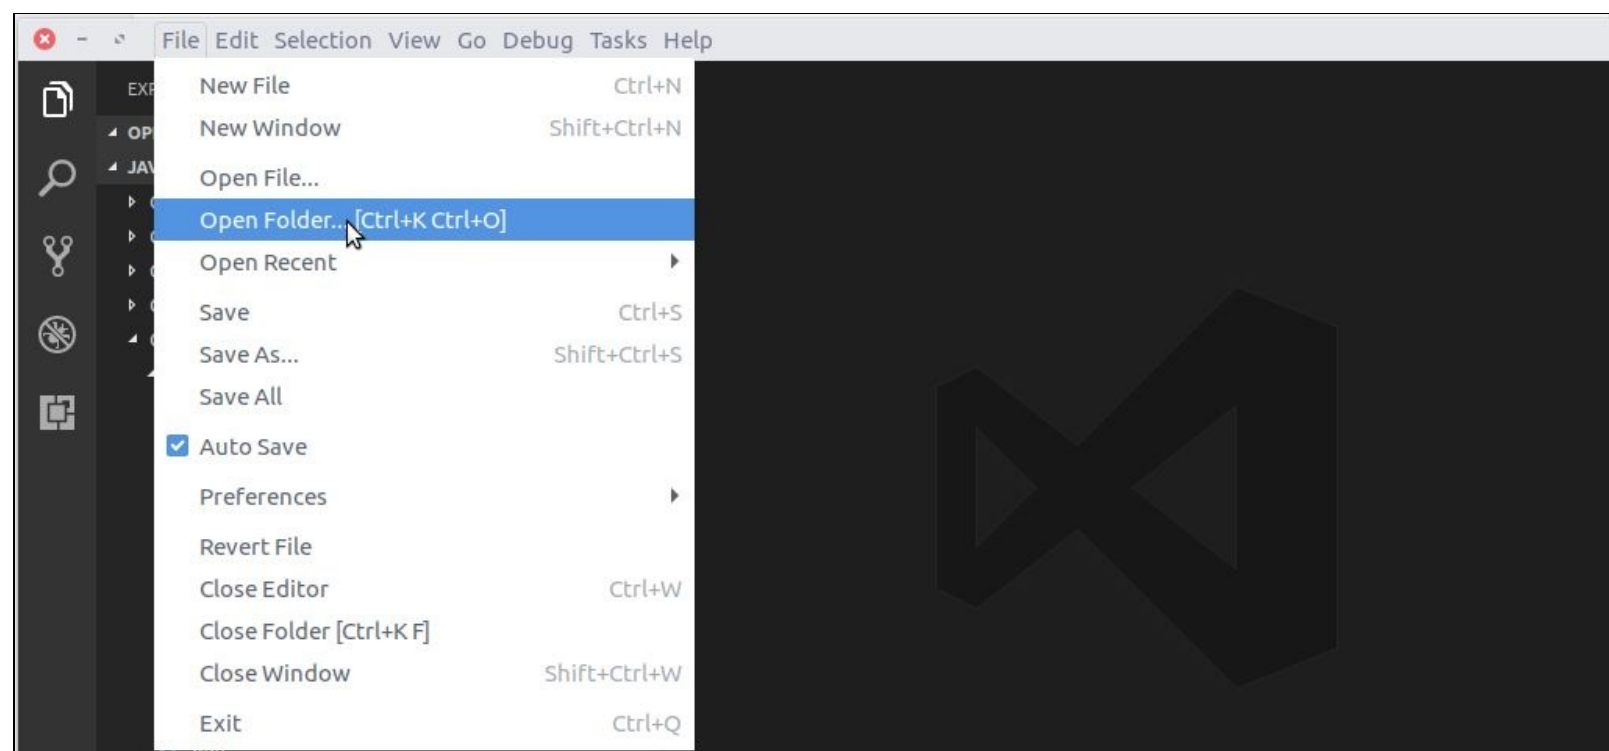 File Edit Selection View Go Debug Tasks Help
EXP
OP
JAV
New File Ctrl+N
New Window Shift+Ctrl+N
Open File...
Open Folder... [Ctrl+K Ctrl+O]
Open Recent
Save Ctrl+S
Save As... Shift+Ctrl+S
Save All
Auto Save
Preferences
Revert File
Close Editor Ctrl+W
Close Folder [Ctrl+K F]
Close Window Shift+Ctrl+W
Exit Ctrl+Q